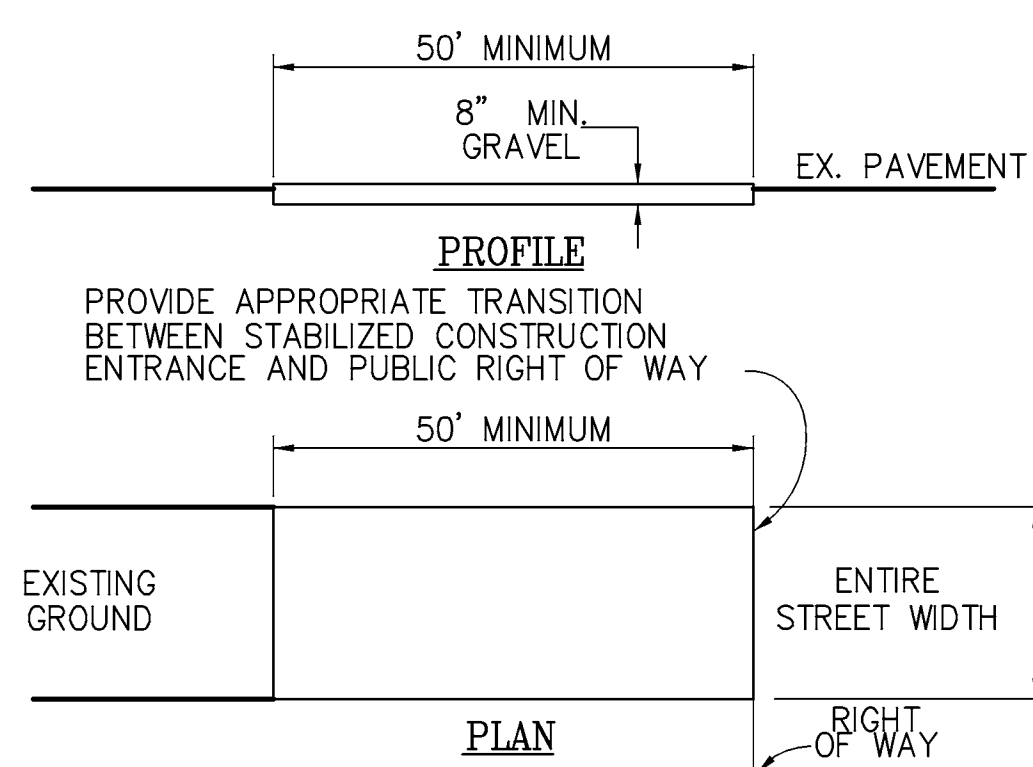 50' MINIMUM
8" MIN.
GRAVEL
EX. PAVEMENT
PROFILE
PROVIDE APPROPRIATE TRANSITION
BETWEEN STABILIZED CONSTRUCTION
ENTRANCE AND PUBLIC RIGHT OF WAY
50' MINIMUM
EXISTING
GROUND
ENTIRE
STREET WIDTH
PLAN
RIGHT
OF WAY